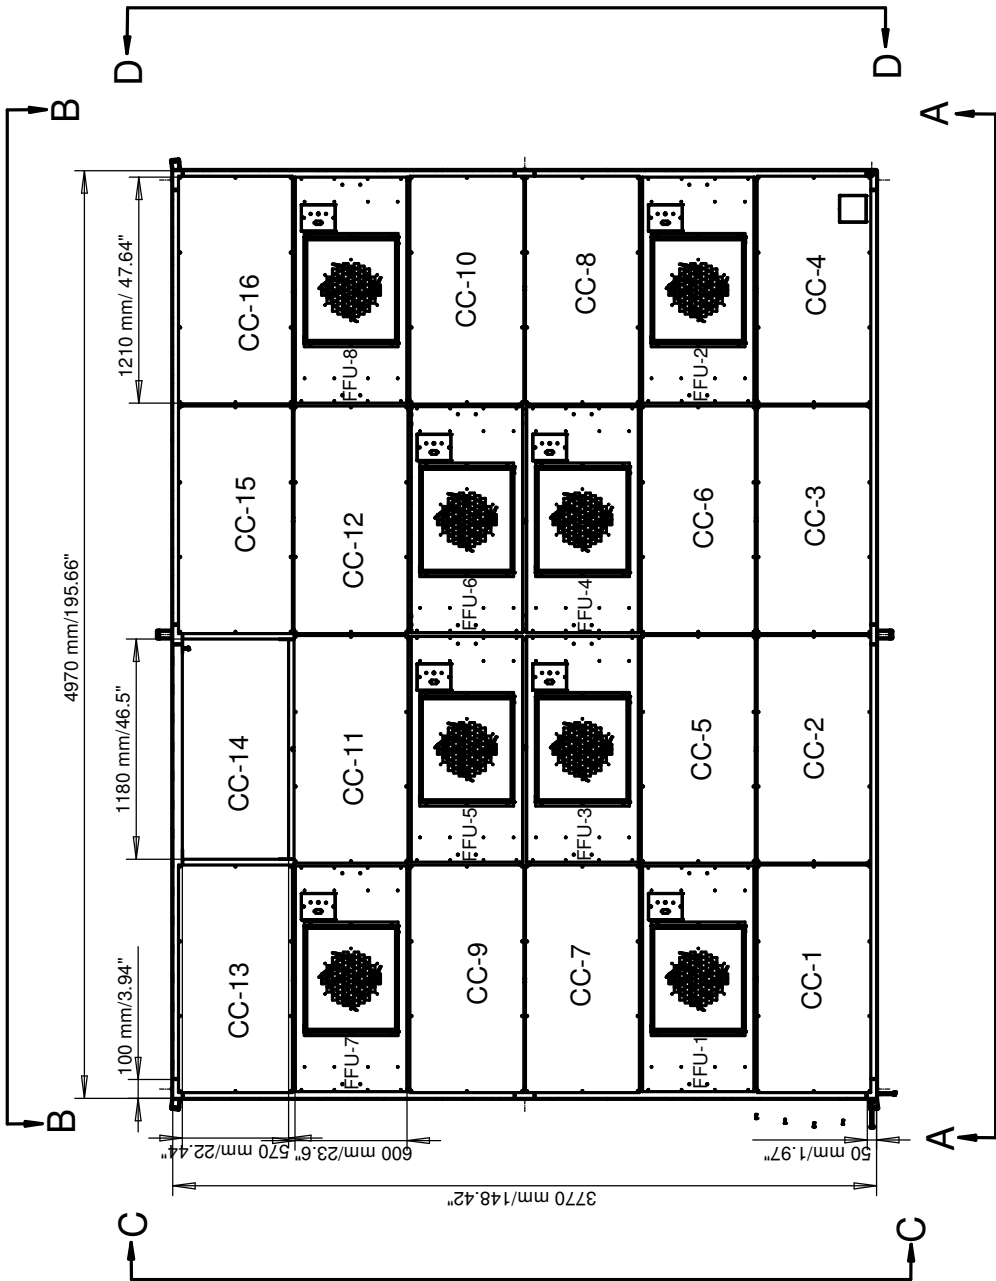 B
B
4970 mm/195.66"
C
100 mm/3.94"
1180 mm/46.5"
1210 mm/ 47.64"
D
570 mm/22.44"
CC-13
CC-14
CC-15
CC-16
600 mm/23.6"
FFU-7
CC-11
CC-12
FFU-8
3770 mm/148.42"
CC-9
FFU-5
FFU-6
CC-10
CC-7
FFU-3
FFU-4
CC-8
FFU-1
CC-5
CC-6
FFU-2
50 mm/1.97"
CC-1
CC-2
CC-3
CC-4
C
D
A
A